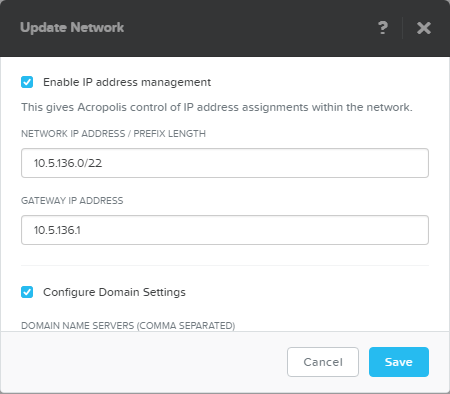 Update Network
?
Enable IP address management
This gives Acropolis control of IP address assignments within the network.
NETWORK IP ADDRESS / PREFIX LENGTH
10.5.136.0/22
GATEWAY IP ADDRESS
10.5.136.1
Configure Domain Settings
DOMAIN NAME SERVERS (COMMA SEPARATED)
Cancel
Save